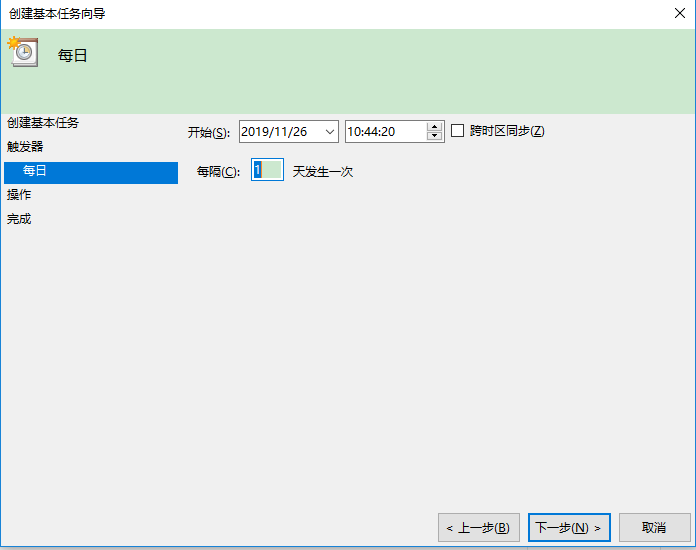 创建基本任务向导
每日
创建基本任务
触发器
每日
操作
完成
开始(S): 2019/11/26 10:44:20 跨时区同步(Z)
每隔(C): 1 天发生一次
< 上一步(B) 下一步(N) > 取消